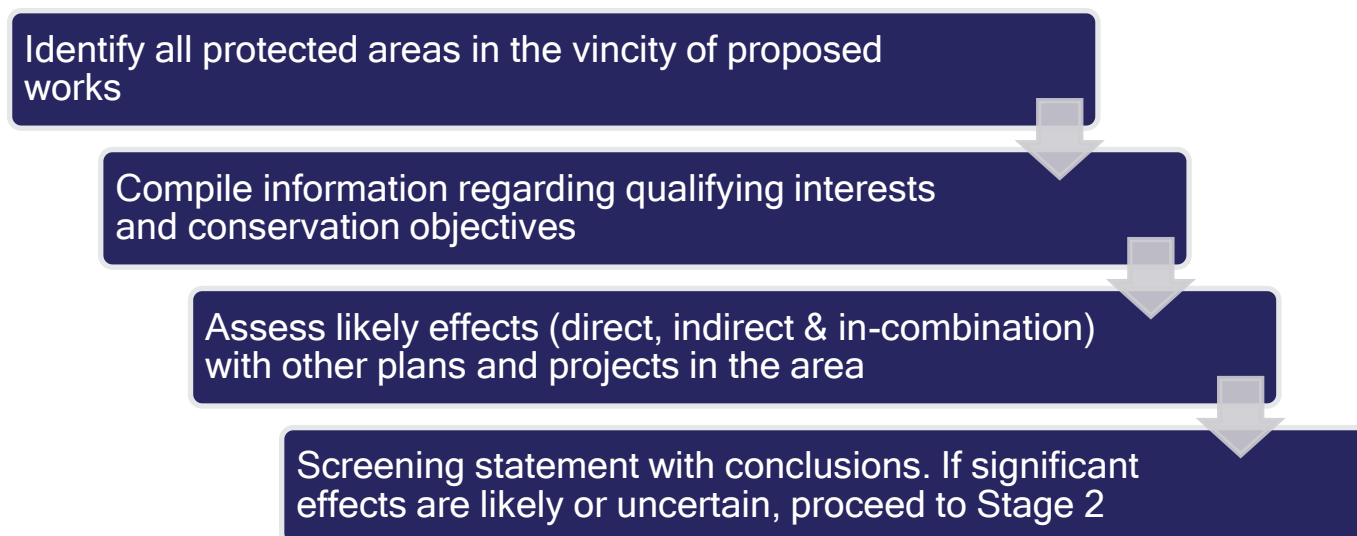 Identify all protected areas in the vincity of proposed
works
Compile information regarding qualifying interests
and conservation objectives
Assess likely effects (direct, indirect & in-combination)
with other plans and projects in the area
Screening statement with conclusions. If significant
effects are likely or uncertain, proceed to Stage 2